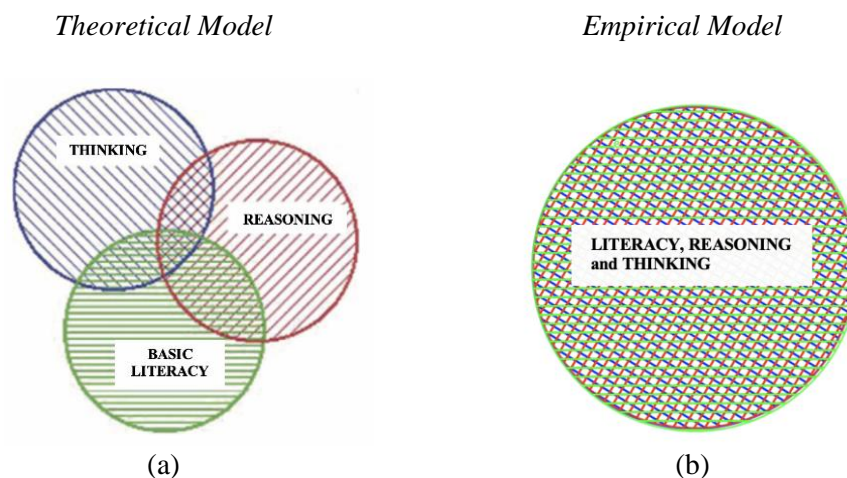 Theoretical Model
Empirical Model
THINKING
REASONING
BASIC
LITERACY
LITERACY, REASONING
and THINKING
(a)
(b)